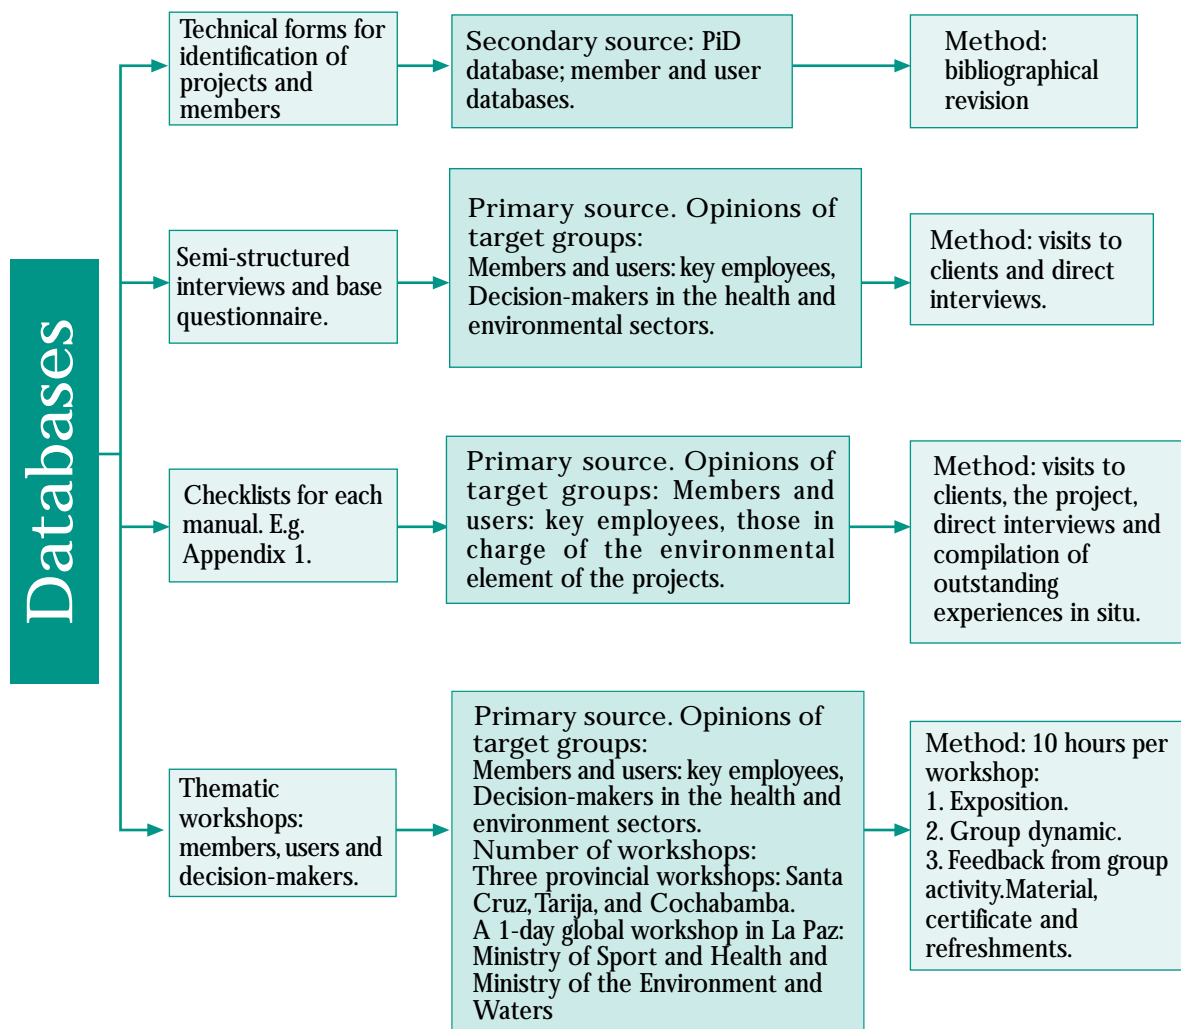 Databases
Technical forms for
identification of
projects and
members
Secondary source: PiD
database; member and user
databases.
Method:
bibliographical
revision
Semi-structured
interviews and base
questionnaire.
Primary source. Opinions of
target groups:
Members and users: key employees,
Decision-makers in the health and
environmental sectors.
Method: visits to
clients and direct
interviews.
Checklists for each
manual. E.g.
Appendix 1.
Primary source. Opinions of
target groups: Members and
users: key employees, those in
charge of the environmental
element of the projects.
Method: visits to
clients, the project,
direct interviews and
compilation of
outstanding
experiences in situ.
Thematic
workshops:
members, users and
decision-makers.
Primary source. Opinions of
target groups:
Members and users: key employees,
Decision-makers in the health and
environment sectors.
Number of workshops:
Three provincial workshops: Santa
Cruz, Tarija, and Cochabamba.
A 1-day global workshop in La Paz:
Ministry of Sport and Health and
Ministry of the Environment and
Waters
Method: 10 hours per
workshop:
1. Exposition.
2. Group dynamic.
3. Feedback from group
activity.Material,
certificate and
refreshments.